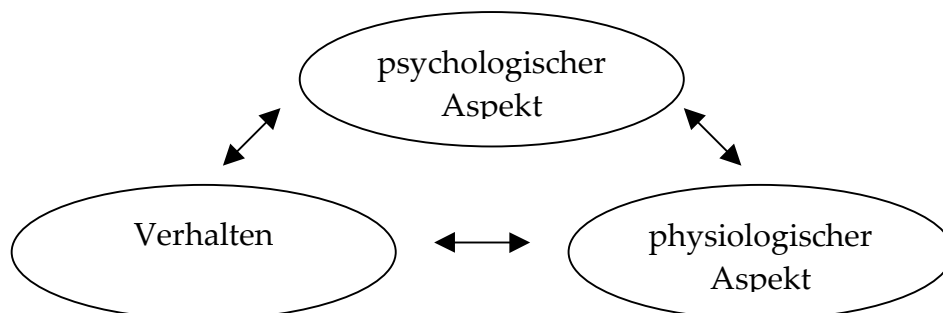 psychologischer
Aspekt
Verhalten
physiologischer
Aspekt